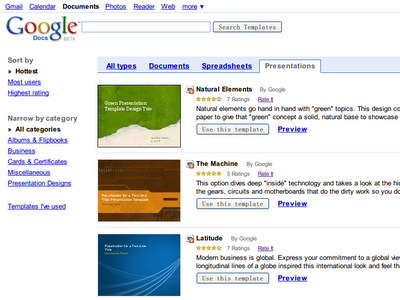 Gmail Calendar Documents Photos Reader Web more ▼
Google
Docs BETA
Search Templates
Sort by
» Hottest
Most users
Highest rating
Narrow by category
» All categories
Albums & Flipbooks
Business
Cards & Certificates
Miscellaneous
Presentation Designs
Templates I've used
All types Documents Spreadsheets Presentations
Green Presentation
Template Design Two
Natural Elements By Google
7 Ratings Rate it
Natural elements go hand in hand with "green" topics. This design co
paper to give that "green" concept a solid, natural base to showcase
Use this template Preview
Placeholder for a Two Line
Title Presentation Template
The Machine By Google
5 Ratings Rate it
This option dives deep "inside" technology and takes a look at the hi
the gears, circuits and motherboards that do the dirty work so you do
Use this template Preview
Placeholder for a Two Line
Title
Latitude By Google
7 Ratings Rate it
Modern business is global. Express your commitment to a global view
longitudinal lines of a globe inspired this international look and feel th
Use this template Preview